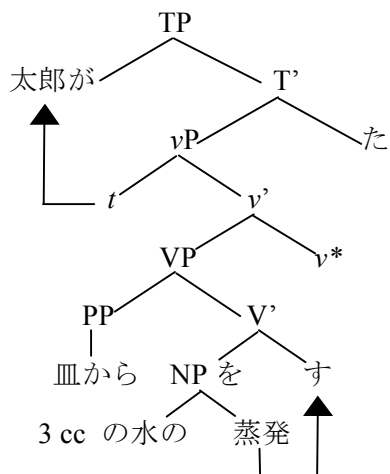 TP
太郎が T’
vP た
t v’
VP v*
PP V’
皿から NP を す
3 cc の水の 蒸発